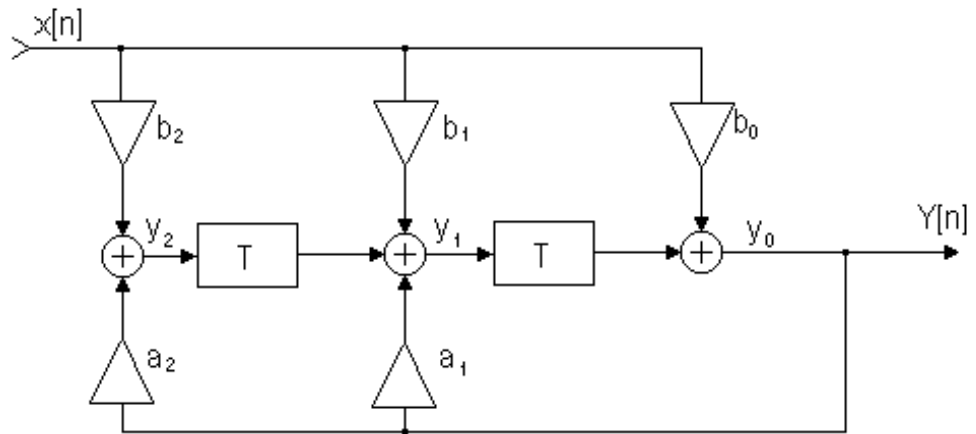 x[n]
b₂ b₁ b₀
y₂ T y₁ T y₀ Y[n]
a₂ a₁